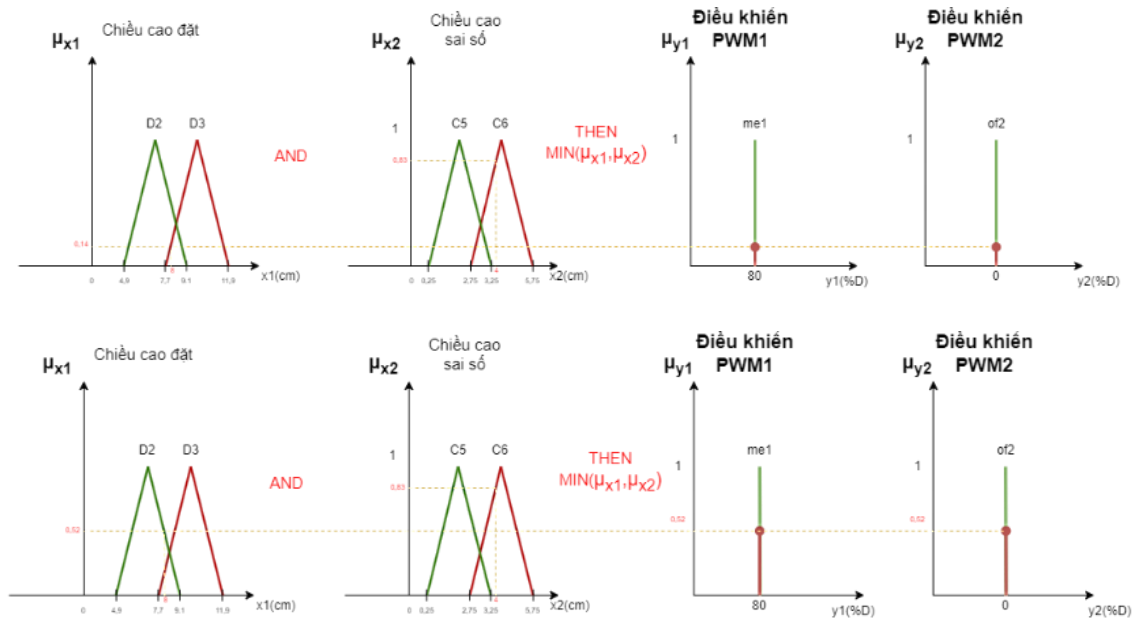 Chiều cao đặt
Chiều cao
sai số
Điều khiến
PWM1
Điều khiến
PWM2
μx1
μx2
μy1
μy2
D2 D3
AND
1
C5 C6
0,83
THEN
MIN(μx1,μx2)
1
me1
1
of2
0,14
0 4,9 7,7 8 9,1 11,9 x1(cm)
0 0,25 2,75 3,25 4 5,75 x2(cm)
80 y1(%D)
0 y2(%D)
Chiều cao đặt
Chiều cao
sai số
Điều khiến
PWM1
Điều khiến
PWM2
μx1
μx2
μy1
μy2
D2 D3
AND
1
C5 C6
0,83
THEN
MIN(μx1,μx2)
1
me1
1
of2
0,52
0,52
0,52
0 4,9 7,7 8 9,1 11,9 x1(cm)
0 0,25 2,75 3,25 4 5,75 x2(cm)
80 y1(%D)
0 y2(%D)